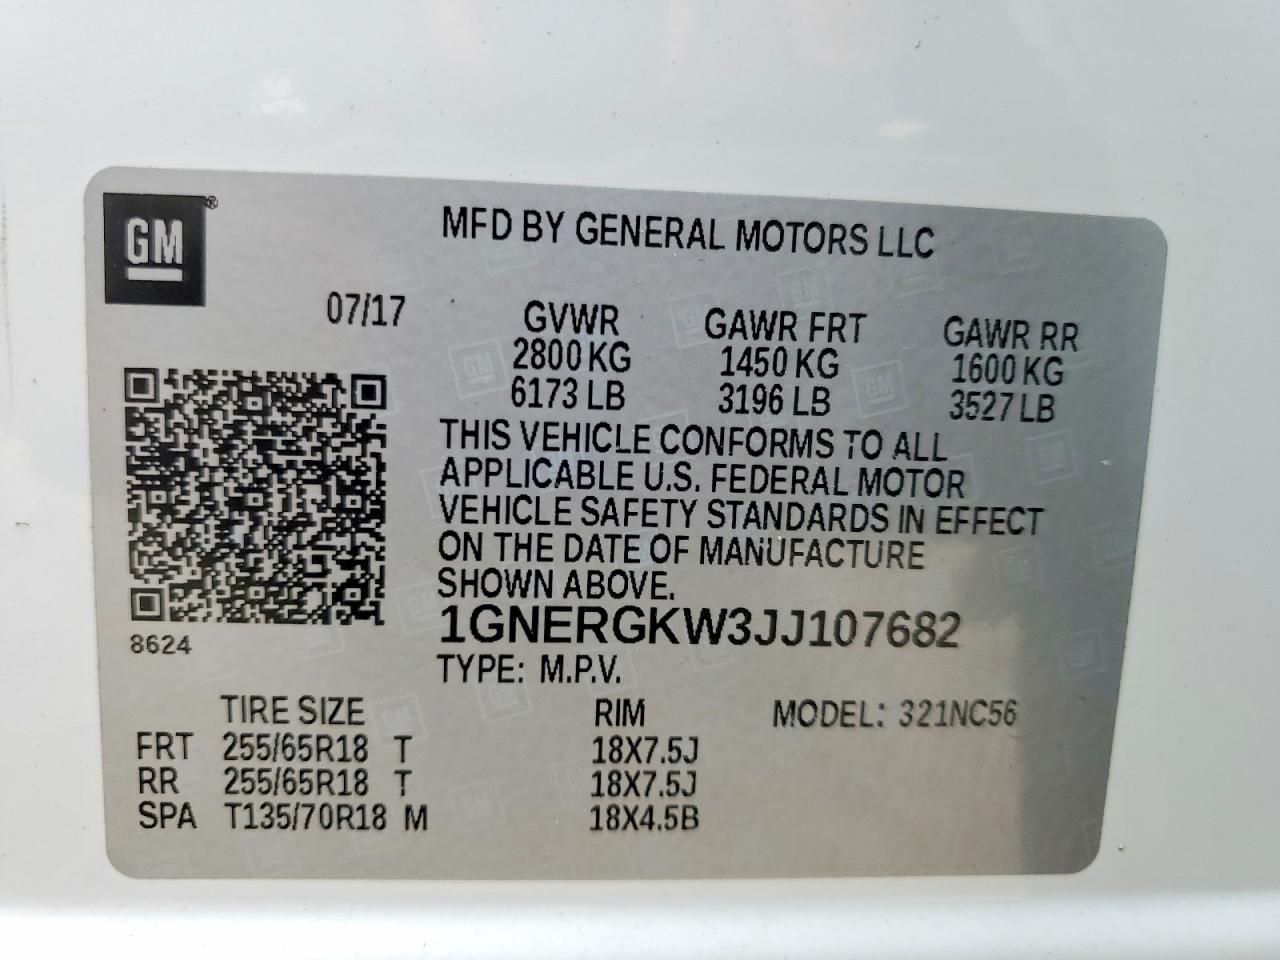 GM®
MFD BY GENERAL MOTORS LLC
07/17
GVWR GAWR FRT GAWR RR
2800 KG 1450 KG 1600 KG
6173 LB 3196 LB 3527 LB
THIS VEHICLE CONFORMS TO ALL
APPLICABLE U.S. FEDERAL MOTOR
VEHICLE SAFETY STANDARDS IN EFFECT
ON THE DATE OF MANUFACTURE
SHOWN ABOVE.
8624
1GNERGKW3JJ107682
TYPE: M.P.V.
TIRE SIZE RIM MODEL: 321NC56
FRT 255/65R18 T 18X7.5J
RR 255/65R18 T 18X7.5J
SPA T135/70R18 M 18X4.5B